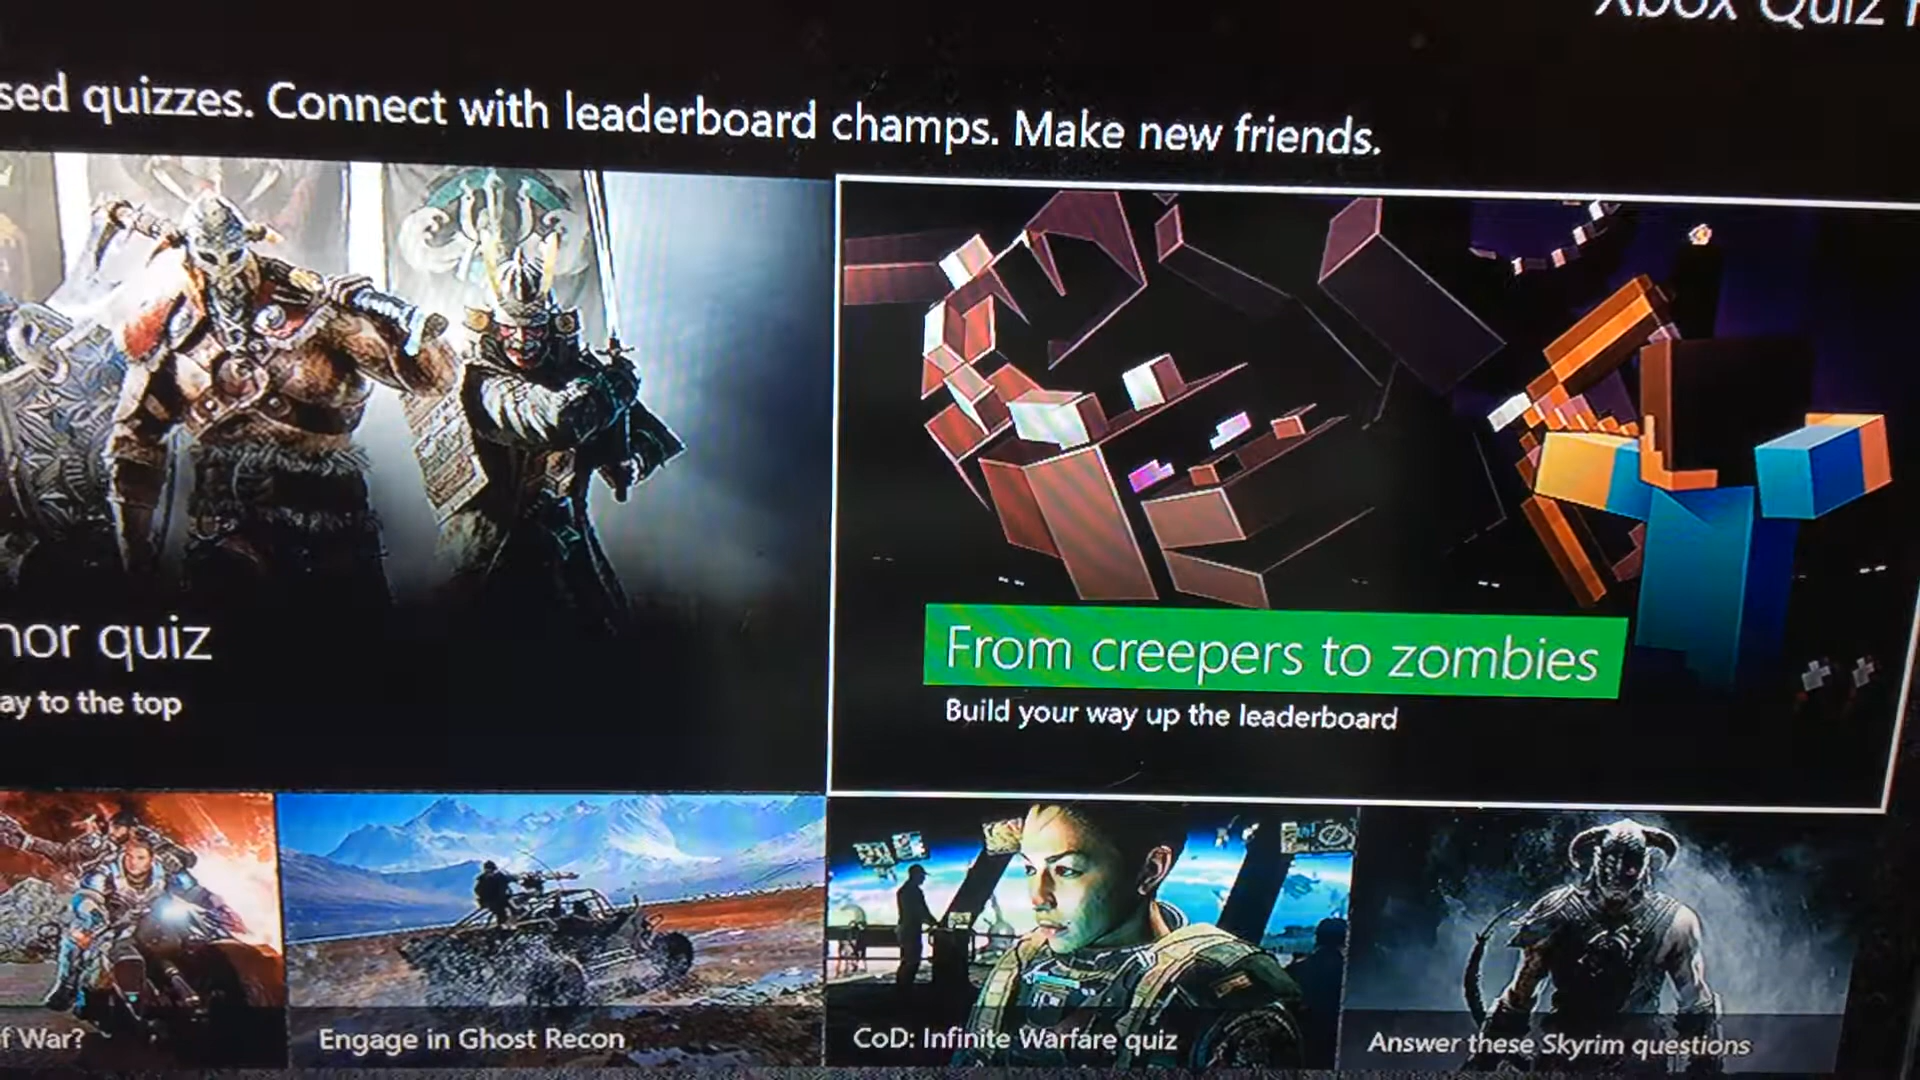 Xbox Quiz
sed quizzes. Connect with leaderboard champs. Make new friends.
nor quiz
ay to the top
From creepers to zombies
Build your way up the leaderboard
f War?
Engage in Ghost Recon
CoD: Infinite Warfare quiz
Answer these Skyrim questions